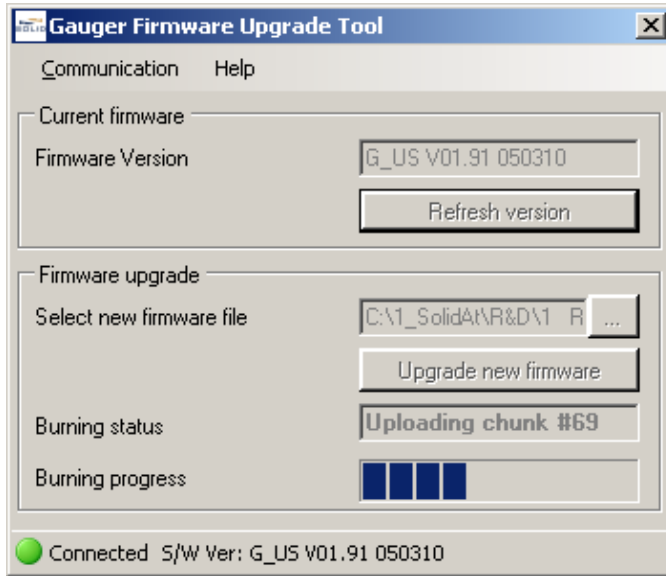 SOLID
Gauger Firmware Upgrade Tool
Communication Help
Current firmware
Firmware Version G_US V01.91 050310
Refresh version
Firmware upgrade
Select new firmware file C:\1_SolidAt\R&D\1 R ...
Upgrade new firmware
Burning status Uploading chunk #69
Burning progress
Connected S/W Ver: G_US V01.91 050310